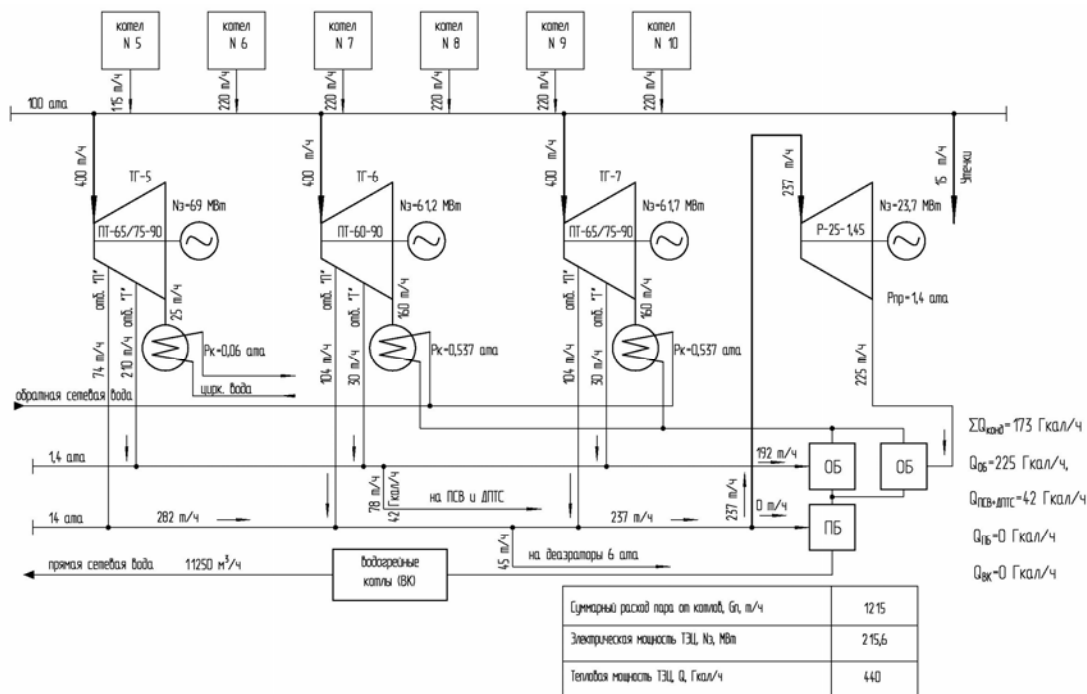 котел N 5
котел N 6
котел N 7
котел N 8
котел N 9
котел N 10
115 т/ч
220 т/ч
220 т/ч
220 т/ч
220 т/ч
220 т/ч
100 ата
400 т/ч
ТГ-5
Nэ=69 МВт
ПТ-65/75-90
400 т/ч
ТГ-6
Nэ=61,2 МВт
ПТ-60-90
400 т/ч
ТГ-7
Nэ=61,7 МВт
ПТ-65/75-90
237 т/ч
Nэ=23,7 МВт
Р-25-1,45
Рпр=1,4 ата
15 т/ч
Утечки
отб. "П"
отб. "Т"
25 т/ч
74 т/ч
210 т/ч
Рк=0,06 ата
цирк. вода
отб. "П"
отб. "Т"
160 т/ч
104 т/ч
30 т/ч
Рк=0,537 ата
отб. "П"
отб. "Т"
160 т/ч
104 т/ч
30 т/ч
Рк=0,537 ата
225 т/ч
обратная сетевая вода
1,4 ата
78 т/ч
42 Гкал/ч
на ПСВ и ДПТС
192 т/ч
ОБ
ОБ
14 ата
282 т/ч
237 т/ч
237 т/ч
0 т/ч
ПБ
45 т/ч
на деаэраторы 6 ата
прямая сетевая вода
11250 м³/ч
водогрейные
котлы (ВК)
ΣQконд=173 Гкал/ч
QОБ=225 Гкал/ч,
QПСВ+ДПТС=42 Гкал/ч
QПБ=0 Гкал/ч
QВК=0 Гкал/ч
Суммарный расход пара от котлов, Gп, т/ч 1215
Электрическая мощность ТЭЦ, Nэ, МВт 215,6
Тепловая мощность ТЭЦ, Q, Гкал/ч 440